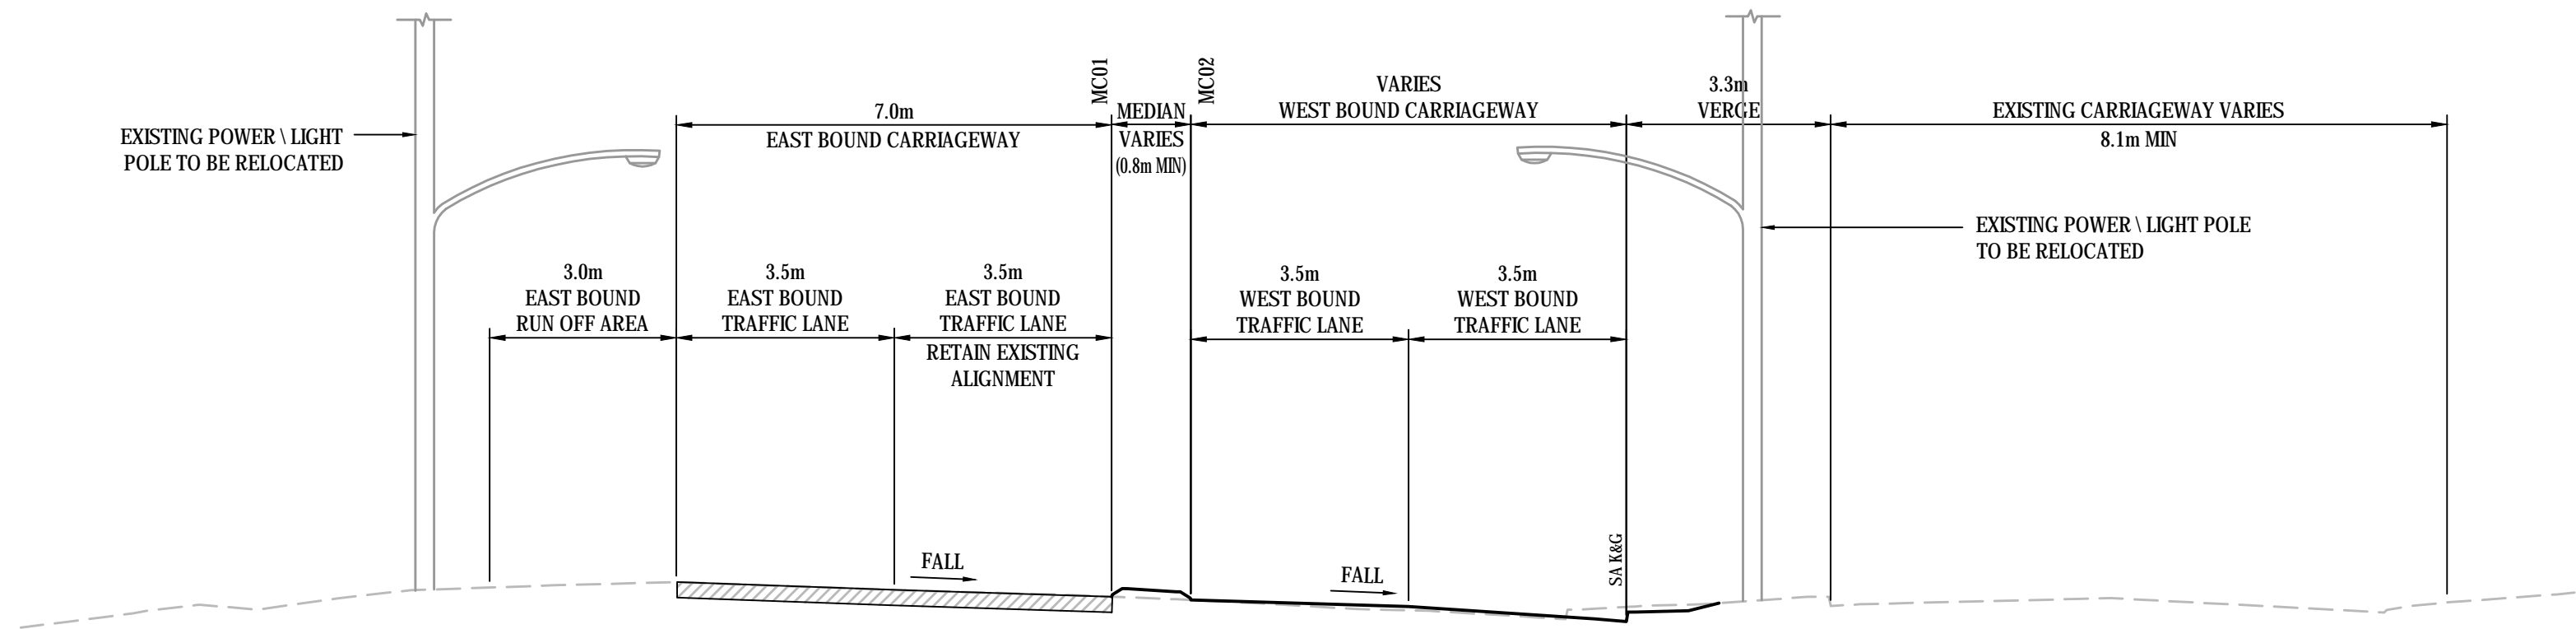 EXISTING POWER \ LIGHT
POLE TO BE RELOCATED
7.0m
EAST BOUND CARRIAGEWAY
MC01
MEDIAN
VARIES
(0.8m MIN)
MC02
VARIES
WEST BOUND CARRIAGEWAY
3.3m
VERGE
EXISTING CARRIAGEWAY VARIES
8.1m MIN
EXISTING POWER \ LIGHT POLE
TO BE RELOCATED
3.0m
EAST BOUND
RUN OFF AREA
3.5m
EAST BOUND
TRAFFIC LANE
3.5m
EAST BOUND
TRAFFIC LANE
RETAIN EXISTING
ALIGNMENT
3.5m
WEST BOUND
TRAFFIC LANE
3.5m
WEST BOUND
TRAFFIC LANE
FALL
FALL
SA K&G